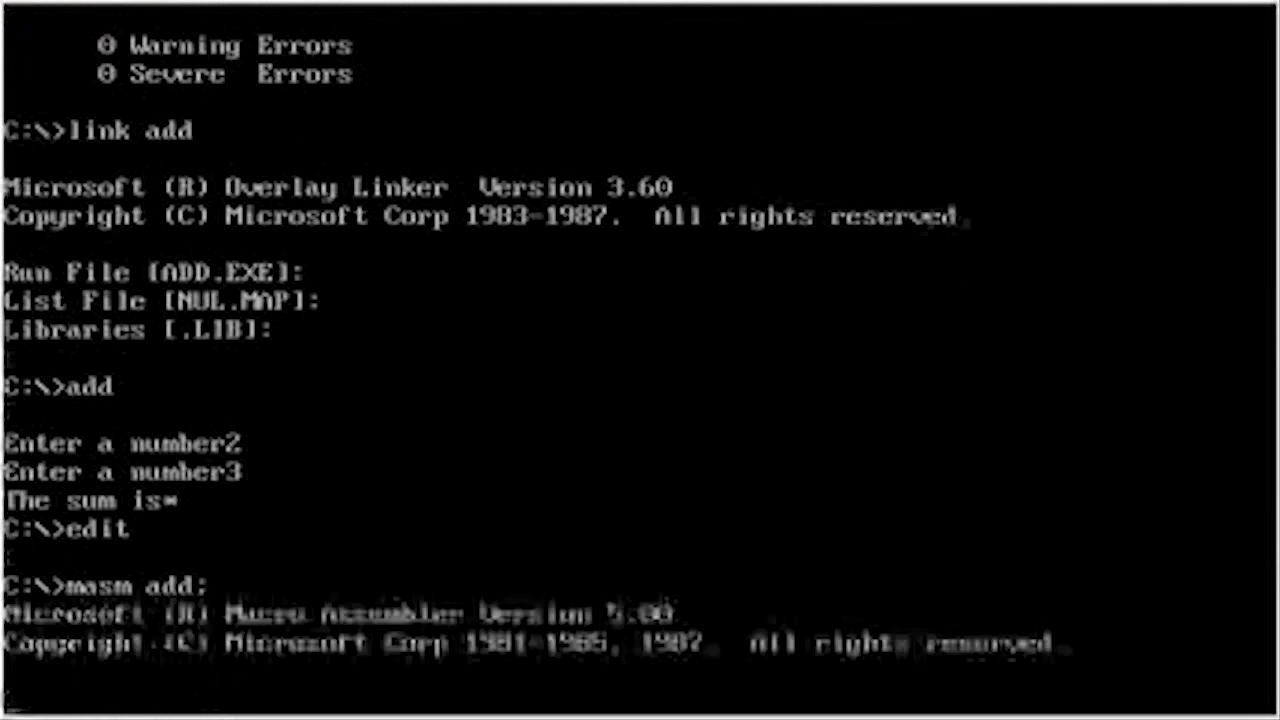 0 Warning Errors
0 Severe  Errors
C:\>link add
Microsoft (R) Overlay Linker  Version 3.60
Copyright (C) Microsoft Corp 1983-1987.  All rights reserved.
Run File [ADD.EXE]:
List File [NUL.MAP]:
Libraries [.LIB]:
C:\>add
Enter a number2
Enter a number3
The sum is*
C:\>edit
C:\>masm add;
Microsoft (R) Macro Assembler Version 5.00
Copyright (C) Microsoft Corp 1981-1985, 1987.  All rights reserved.